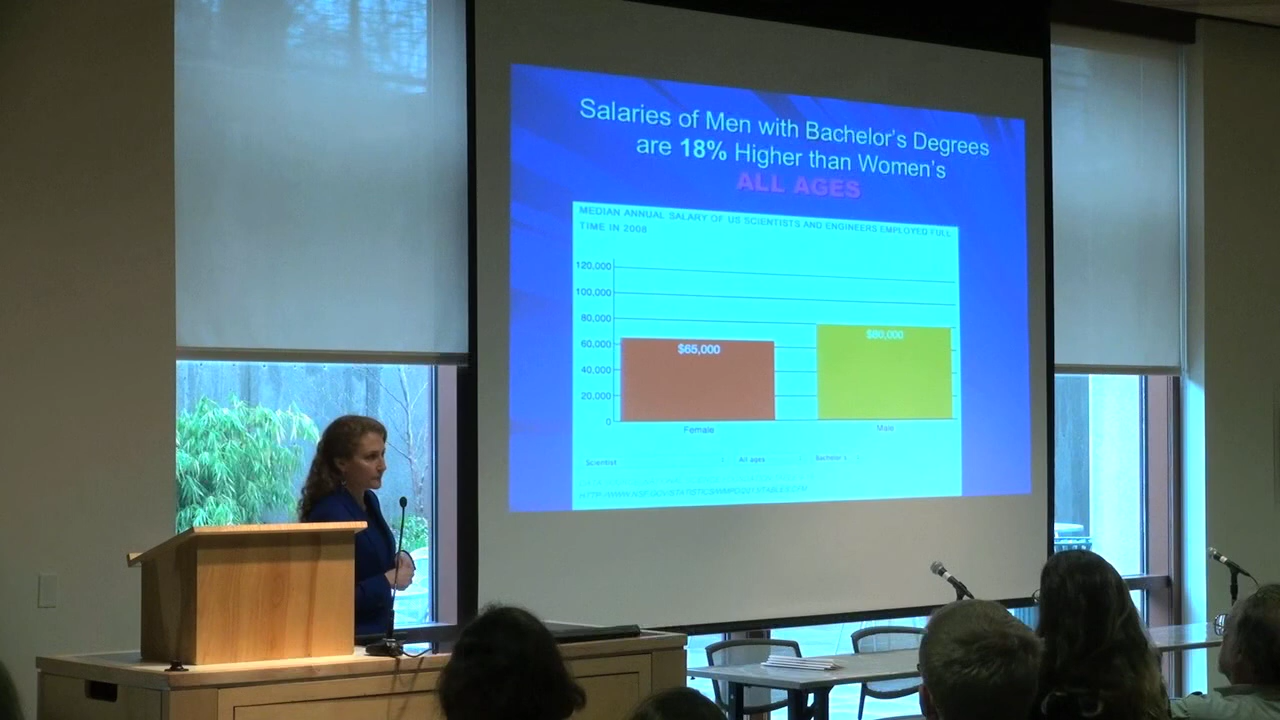 Salaries of Men with Bachelor's Degrees
are 18% Higher than Women's
ALL AGES
MEDIAN ANNUAL SALARY OF US SCIENTISTS AND ENGINEERS EMPLOYED FULL
TIME IN 2008
120,000
100,000
80,000
60,000
40,000
20,000
0
$65,000
$80,000
Female
Male
Scientist
All ages
Bachelor's